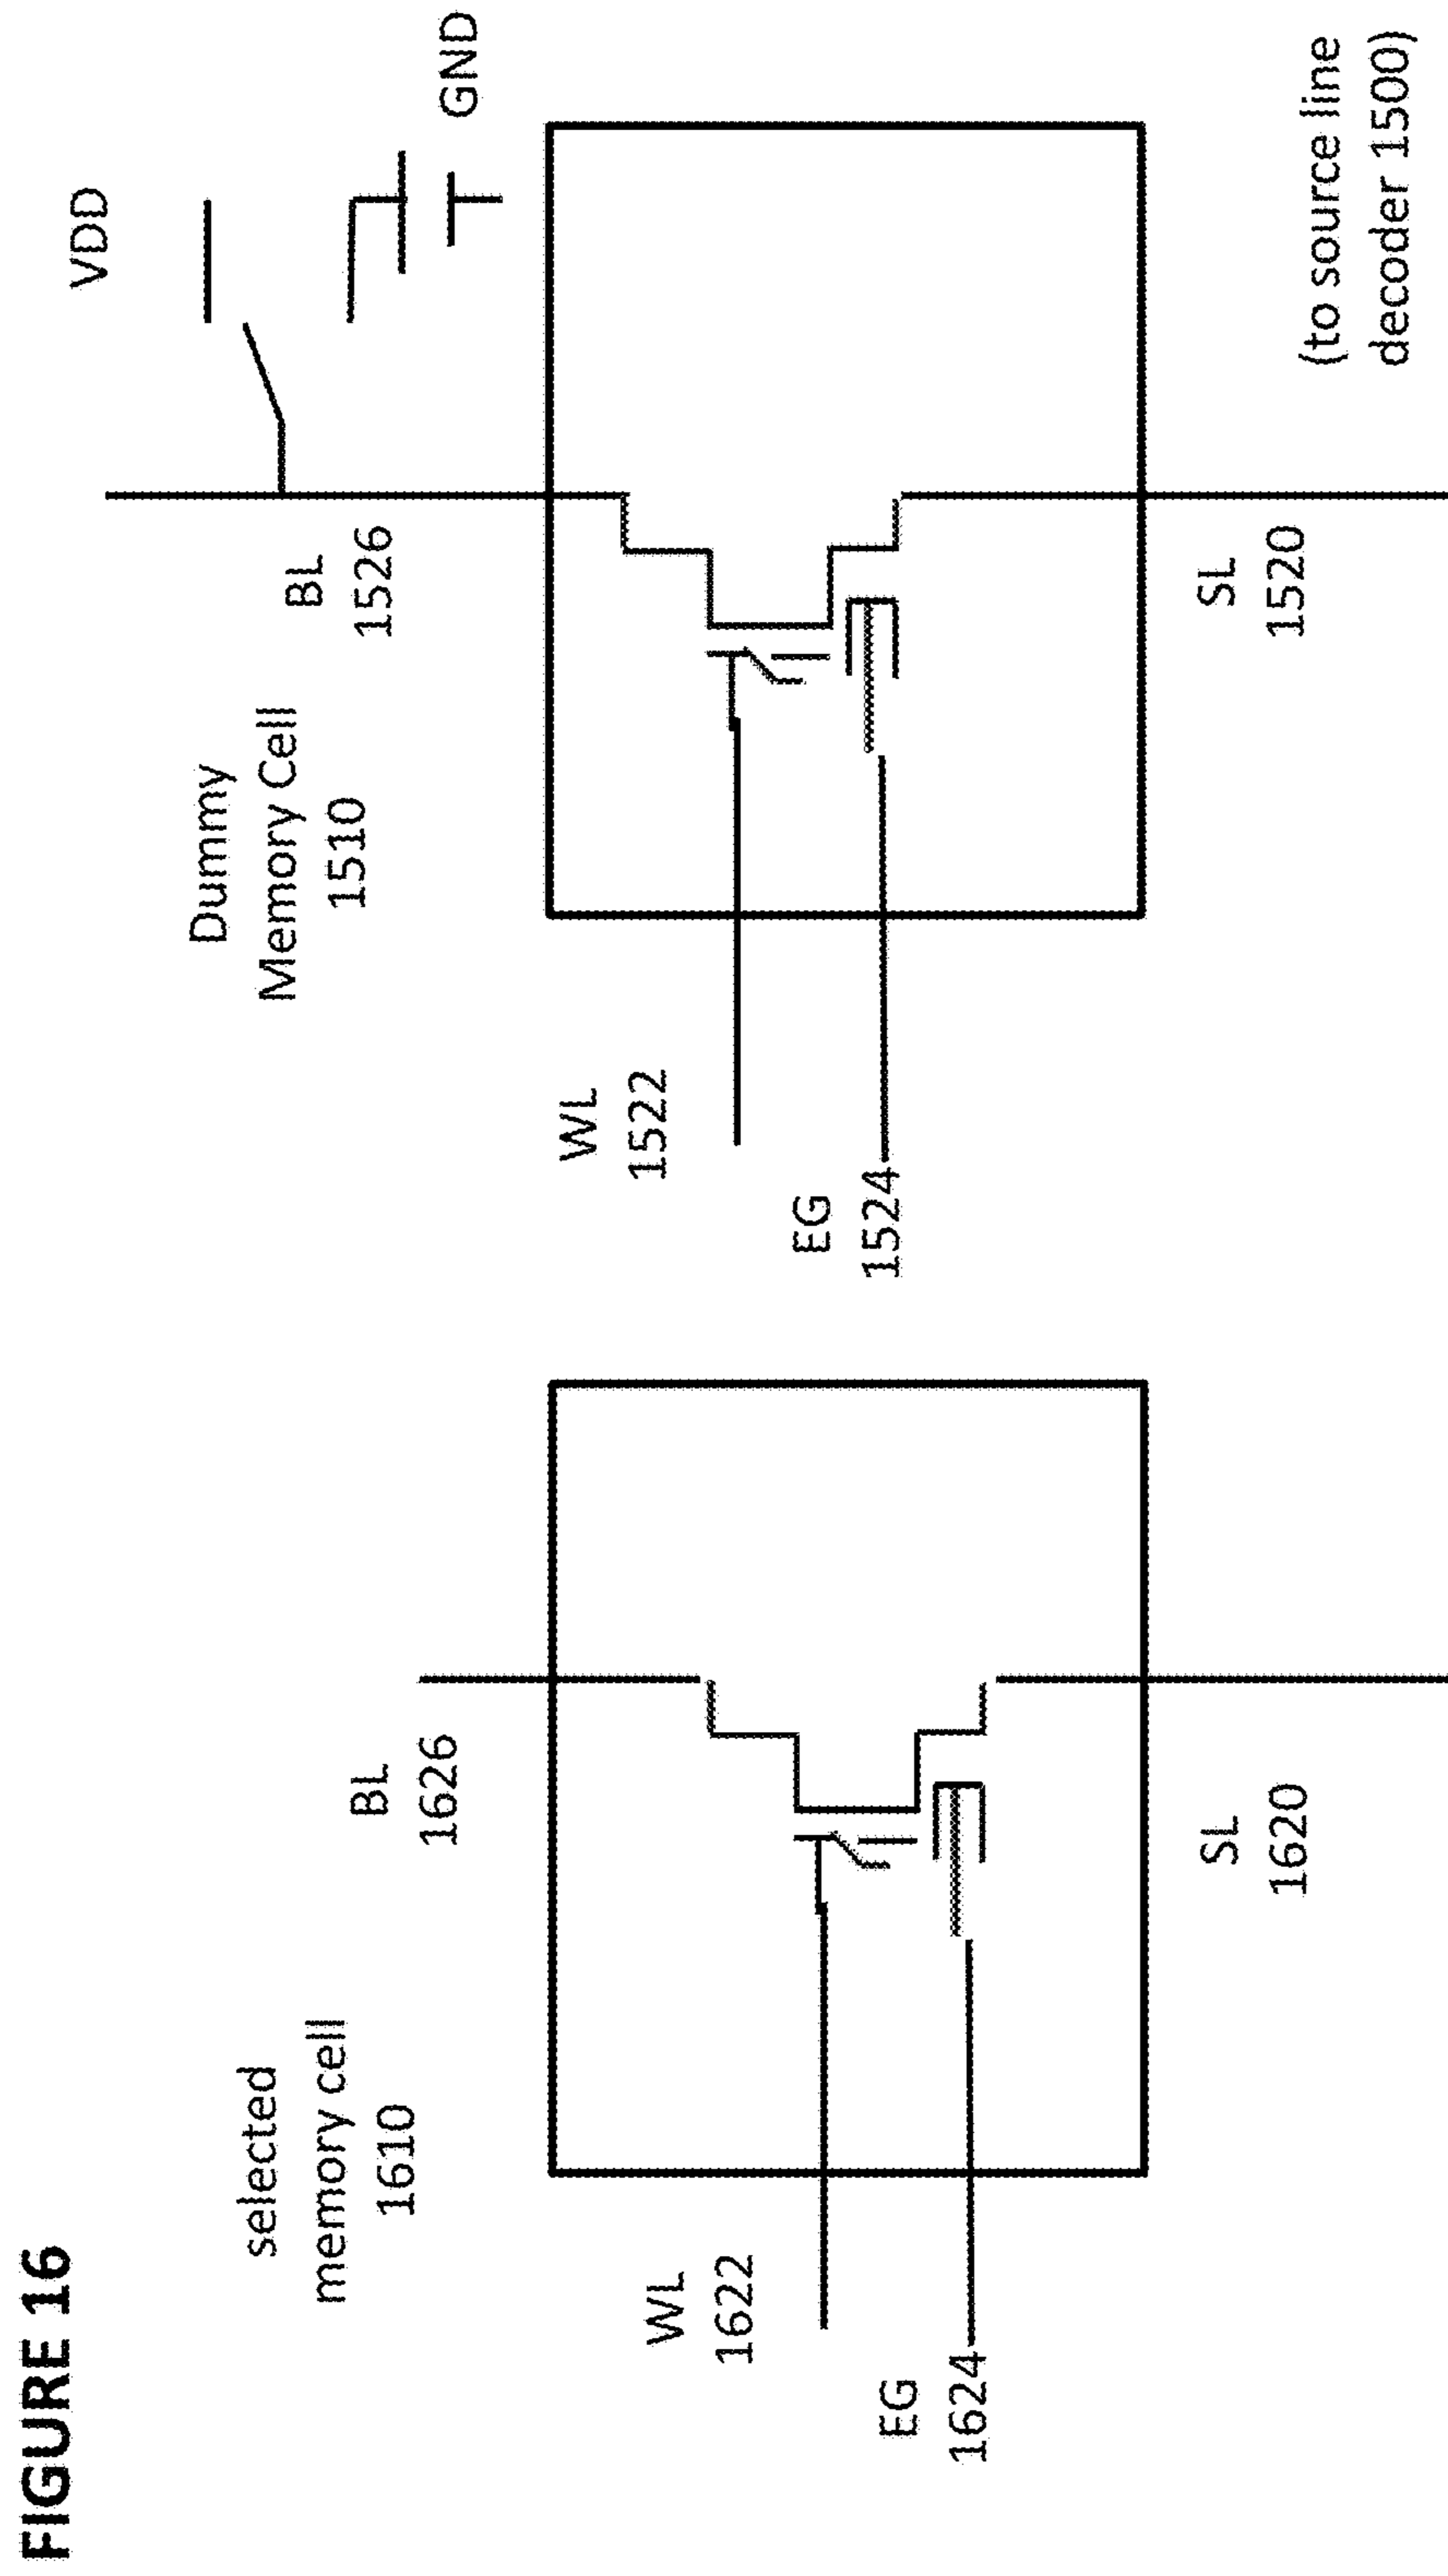 FIGURE 16
selected
memory cell
1610
BL
1626
WL
1622
EG
1624
SL
1620
Dummy
Memory Cell
1510
BL
1526
VDD
GND
WL
1522
EG
1524
SL
1520
(to source line
decoder 1500)